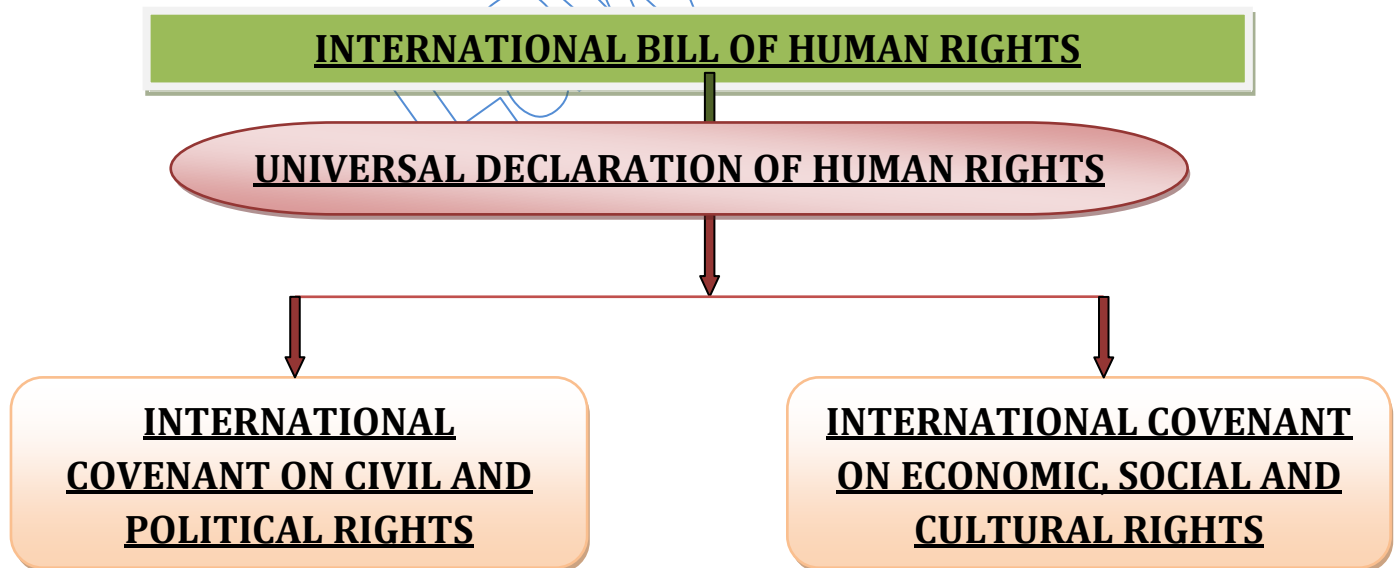 INTERNATIONAL BILL OF HUMAN RIGHTS
UNIVERSAL DECLARATION OF HUMAN RIGHTS
INTERNATIONAL
COVENANT ON CIVIL AND
POLITICAL RIGHTS
INTERNATIONAL COVENANT
ON ECONOMIC, SOCIAL AND
CULTURAL RIGHTS